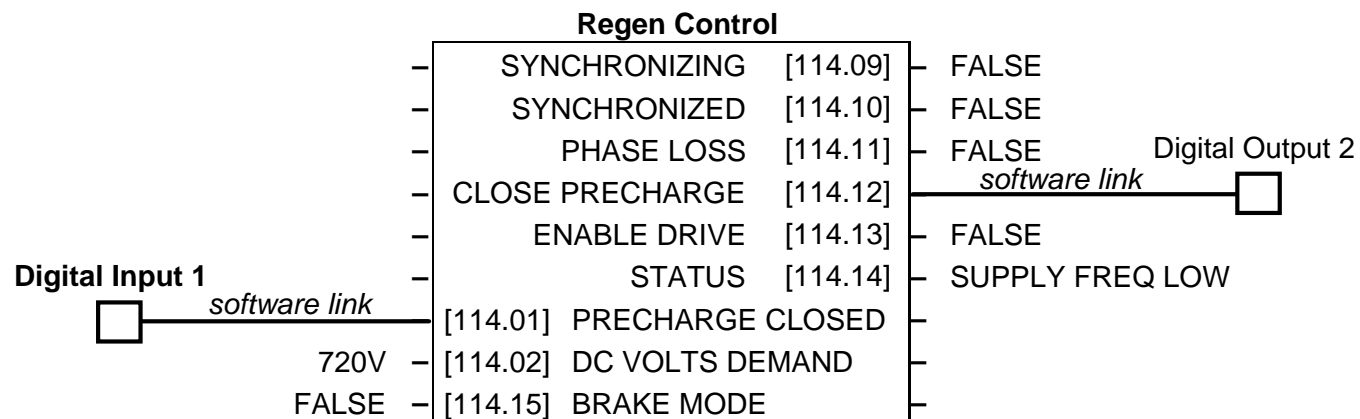 Regen Control
SYNCHRONIZING [114.09] FALSE
SYNCHRONIZED [114.10] FALSE
PHASE LOSS [114.11] FALSE Digital Output 2
CLOSE PRECHARGE [114.12] software link
ENABLE DRIVE [114.13] FALSE
Digital Input 1 STATUS [114.14] SUPPLY FREQ LOW
software link [114.01] PRECHARGE CLOSED
720V [114.02] DC VOLTS DEMAND
FALSE [114.15] BRAKE MODE